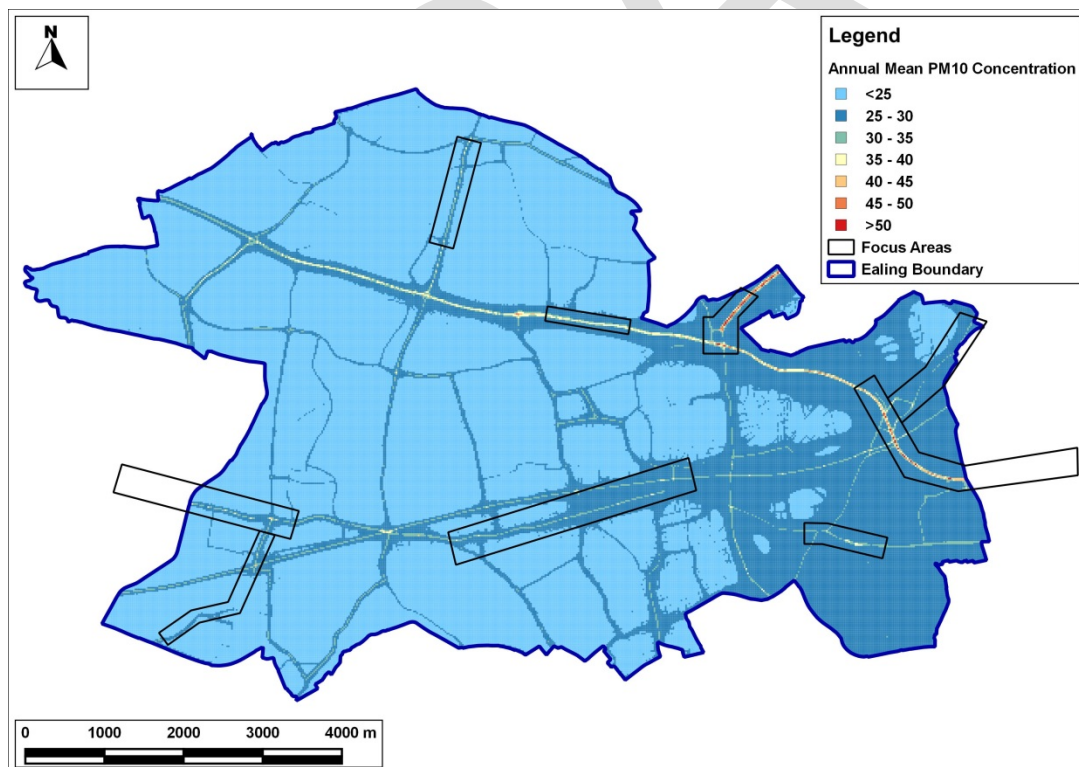 N
Legend
Annual Mean PM10 Concentration
<25
25 - 30
30 - 35
35 - 40
40 - 45
45 - 50
>50
Focus Areas
Ealing Boundary
0 1000 2000 3000 4000 m